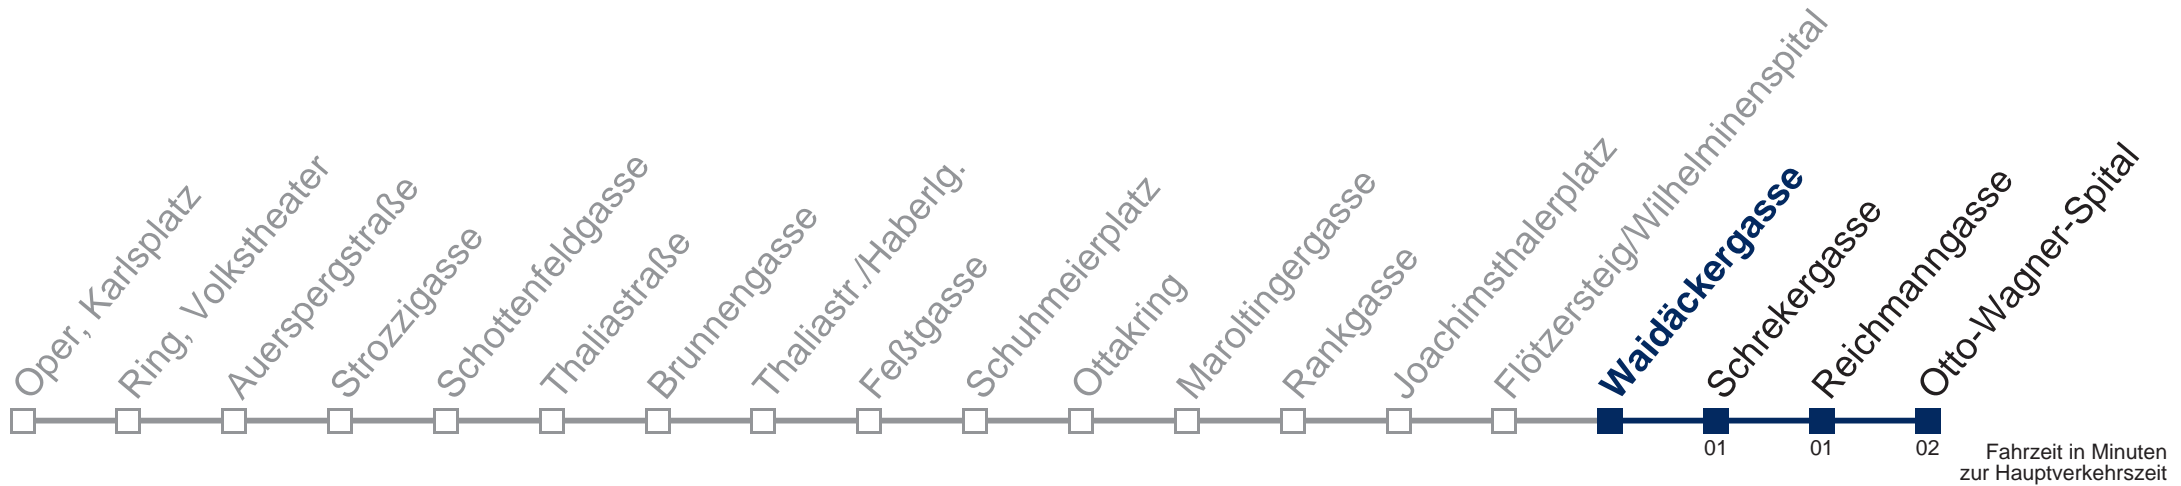 Oper, Karlsplatz
Ring, Volkstheater
Auerspergstraße
Strozzigasse
Schottenfeldgasse
Thaliastraße
Brunnengasse
Thaliastr./Haberlg.
Feßtgasse
Schuhmeierplatz
Ottakring
Maroltingergasse
Rankgasse
Joachimsthalerplatz
Flötzersteig/Wilhelminenspital
Waidäckergasse
Schrekergasse
Reichmanngasse
Otto-Wagner-Spital
01
01
02
Fahrzeit in Minuten
zur Hauptverkehrszeit